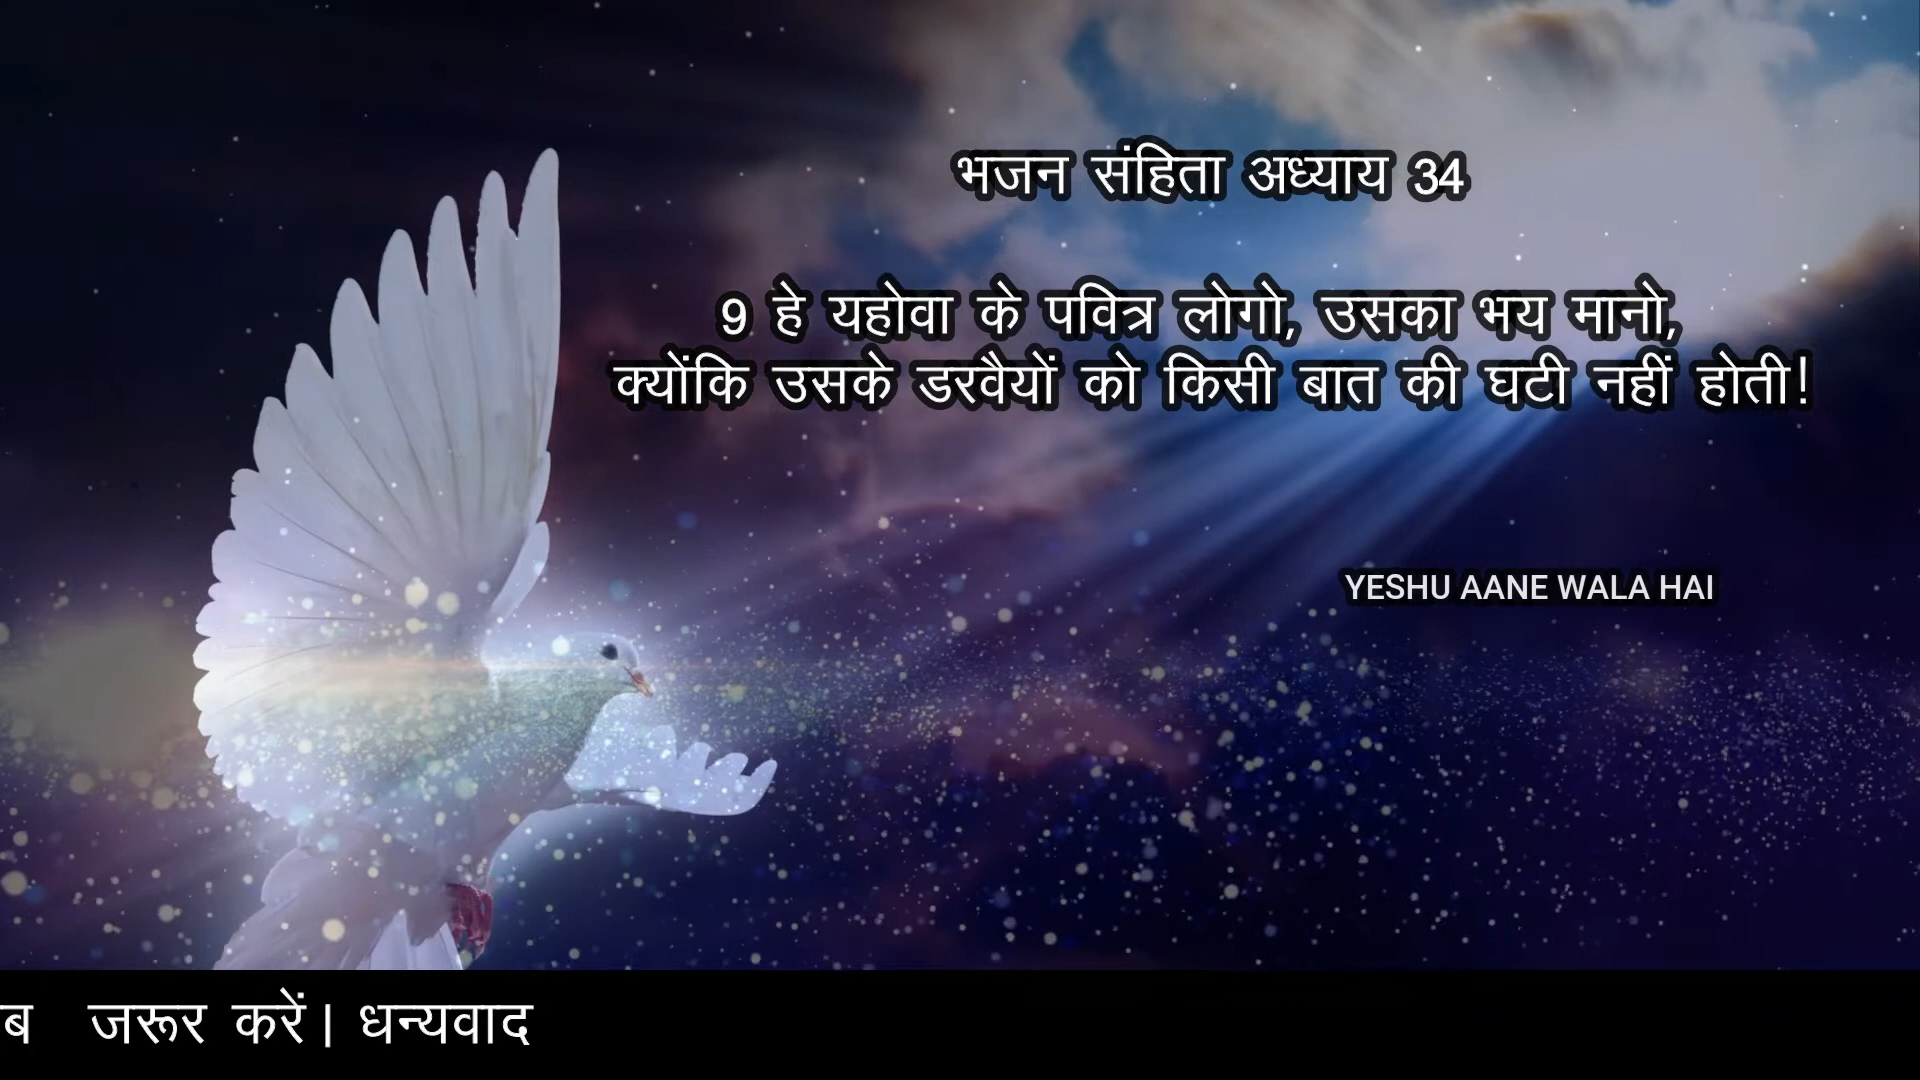 भजन संहिता अध्याय 34
9 हे यहोवा के पवित्र लोगो, उसका भय मानो,
क्योंकि उसके डरवैयों को किसी बात की घटी नहीं होती!
YESHU AANE WALA HAI
जरूर करें| धन्यवाद